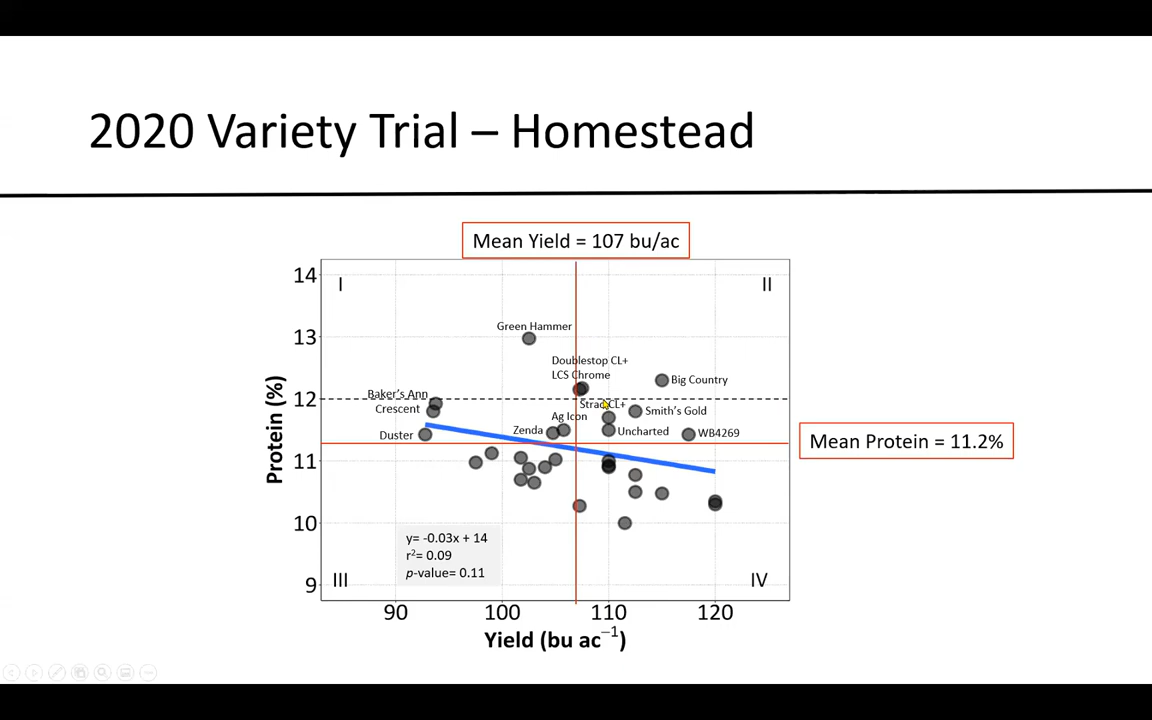 2020 Variety Trial – Homestead
Mean Yield = 107 bu/ac
14
I
II
13
Green Hammer
Doublestop CL+
LCS Chrome
Big Country
12
Baker's Ann
Crescent
Strad CL+
Smith's Gold
Ag Icon
Duster
Zenda
Uncharted
WB4269
Mean Protein = 11.2%
11
Protein (%)
10
y= -0.03x + 14
r²= 0.09
p-value= 0.11
9
III
IV
90
100
110
120
Yield (bu ac⁻¹)